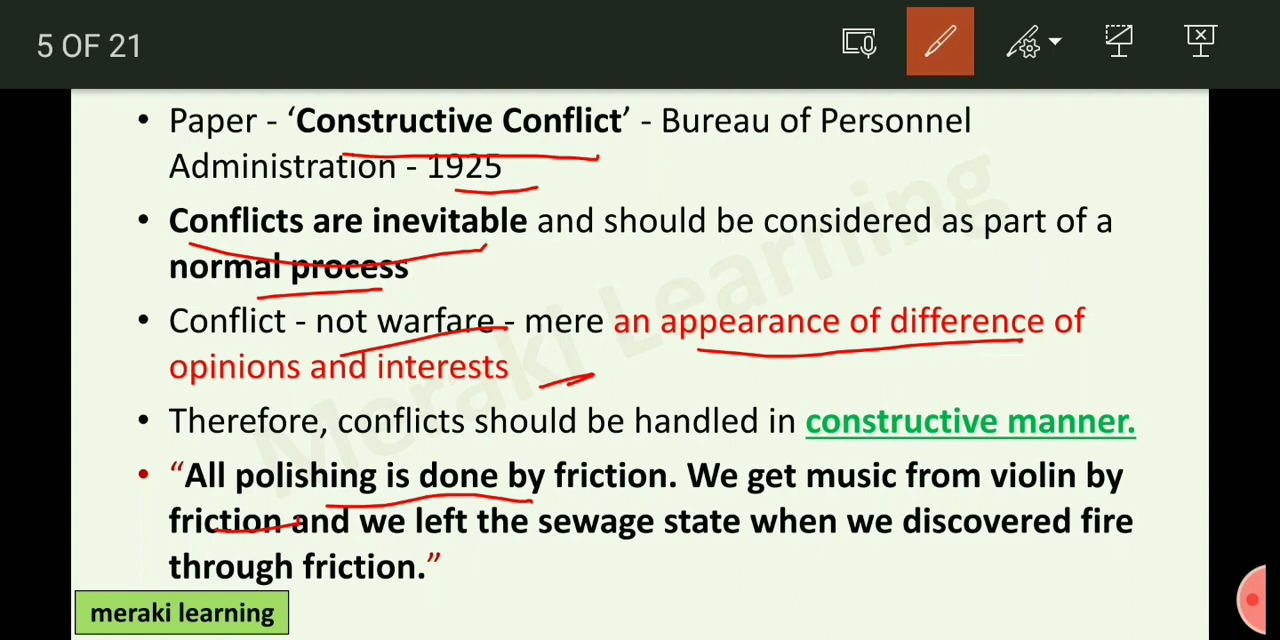 5 OF 21
• Paper - ‘Constructive Conflict’ - Bureau of Personnel
Administration - 1925
• Conflicts are inevitable and should be considered as part of a
normal process
• Conflict - not warfare - mere an appearance of difference of
opinions and interests
• Therefore, conflicts should be handled in constructive manner.
• “All polishing is done by friction. We get music from violin by
friction and we left the sewage state when we discovered fire
through friction.”
meraki learning
Meraki Learning